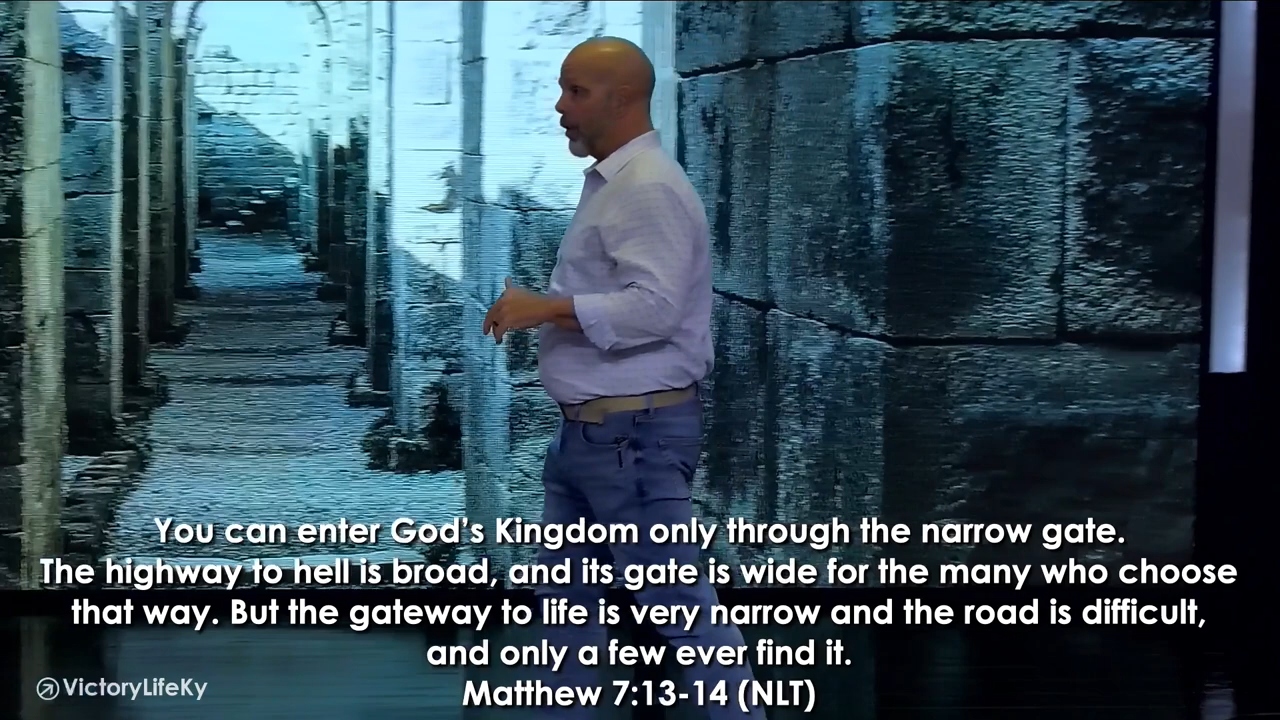 You can enter God's Kingdom only through the narrow gate.
The highway to hell is broad, and its gate is wide for the many who choose
that way. But the gateway to life is very narrow and the road is difficult,
and only a few ever find it.
Matthew 7:13-14 (NLT)
VictoryLifeKy